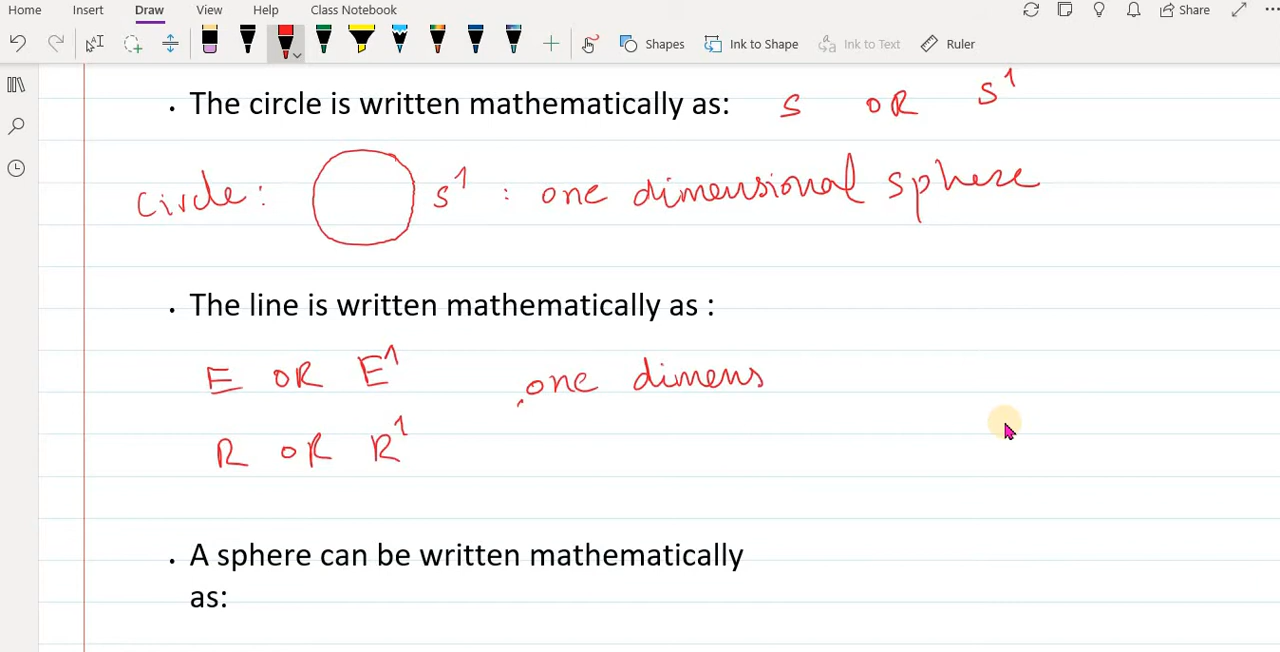 Home Insert Draw View Help Class Notebook Share
Shapes Ink to Shape Ink to Text Ruler
• The circle is written mathematically as: S OR S¹
Circle: S¹ : one dimensional sphere
• The line is written mathematically as :
E OR E¹ one dimens
R OR R¹
• A sphere can be written mathematically
as: